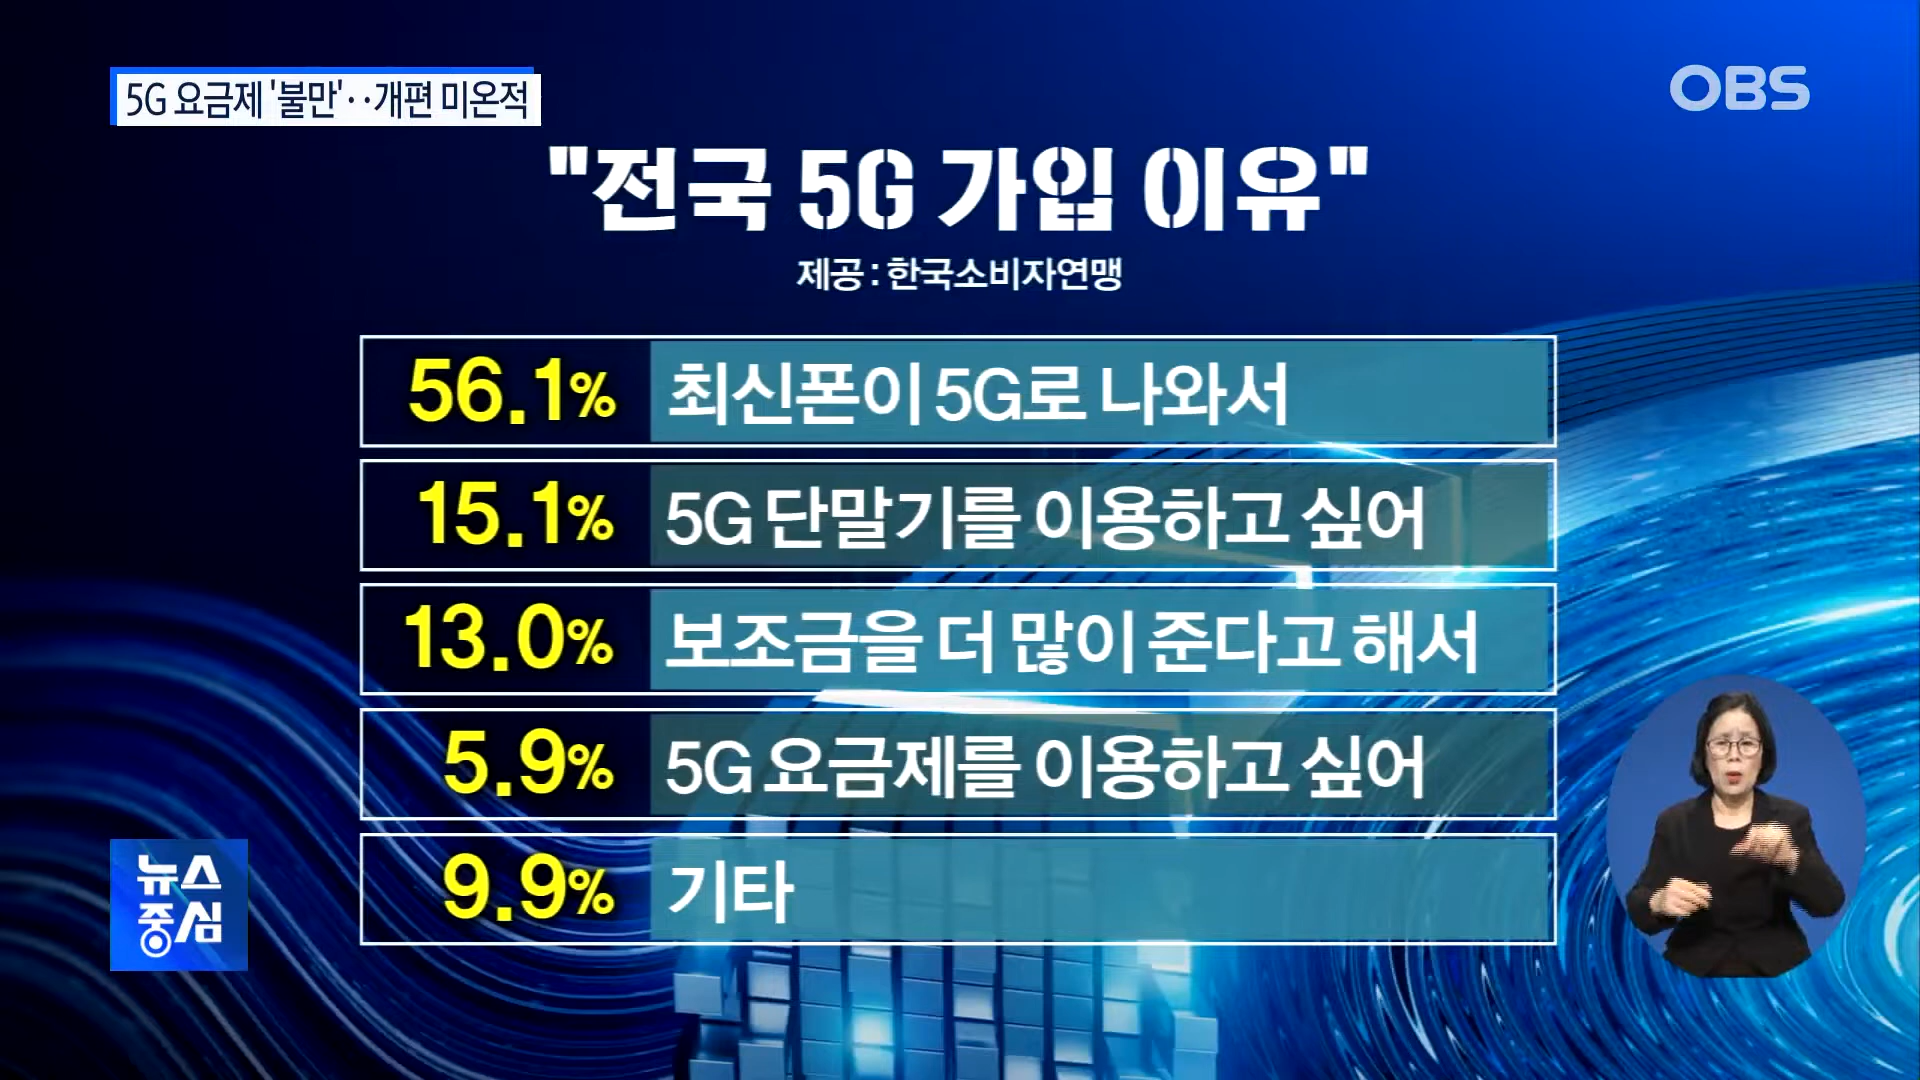 5G 요금제 '불만'‥개편 미온적
OBS
"전국 5G 가입 이유"
제공 : 한국소비자연맹
56.1% 최신폰이 5G로 나와서
15.1% 5G 단말기를 이용하고 싶어
13.0% 보조금을 더 많이 준다고 해서
5.9% 5G 요금제를 이용하고 싶어
9.9% 기타
뉴스
중심